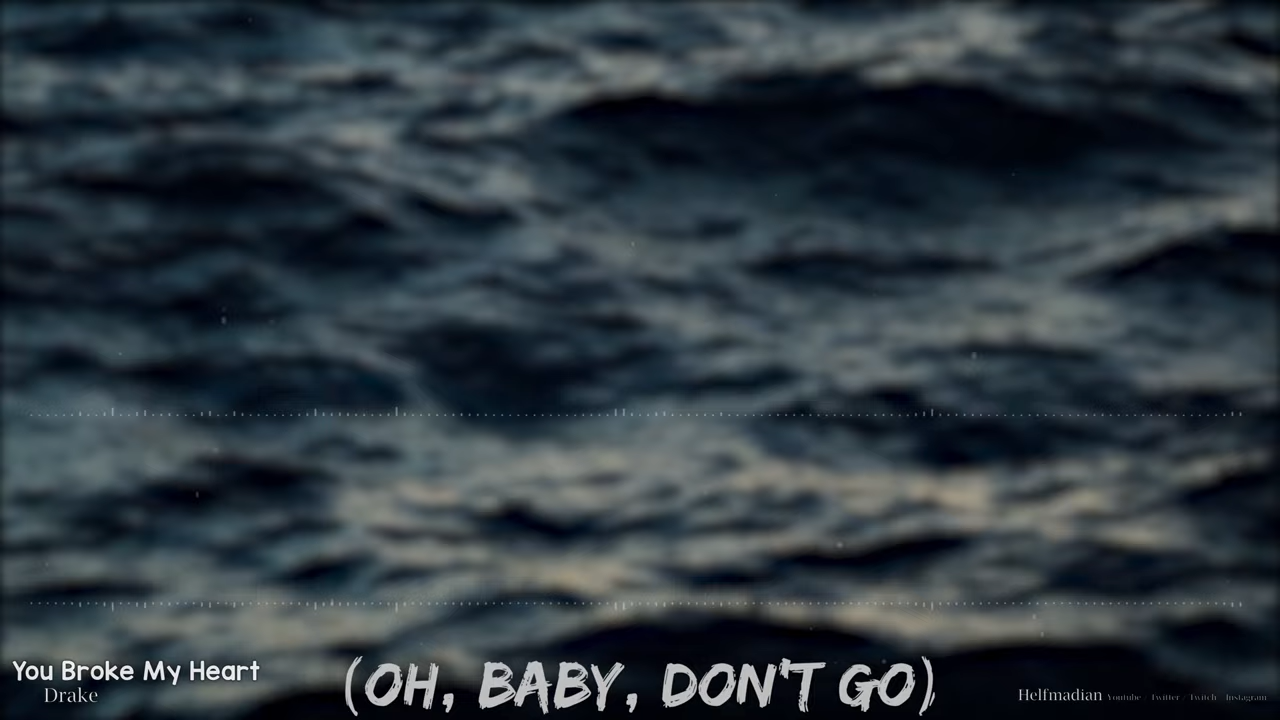 You Broke My Heart
Drake
(OH, BABY, DON'T GO)
Helfmadian Youtube / Twitter / Twitch / Instagram